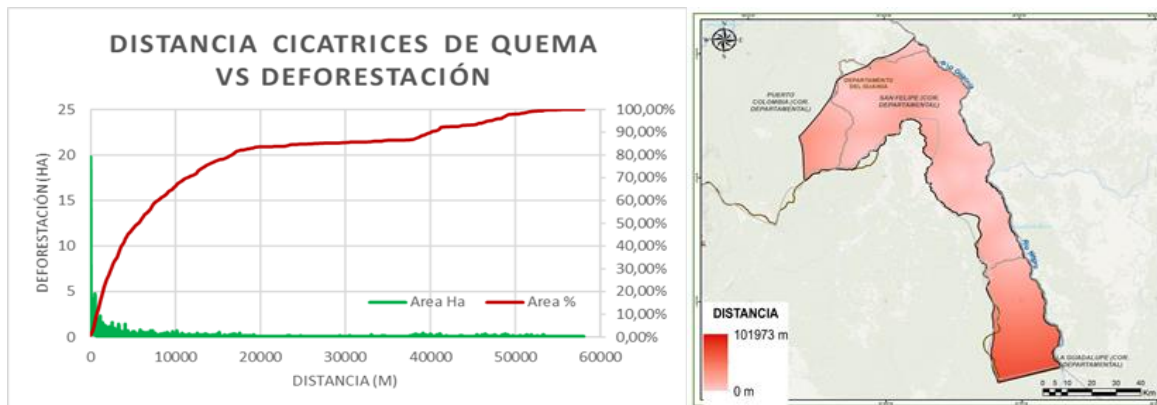 DISTANCIA CICATRICES DE QUEMA
VS DEFORESTACIÓN
DEFORESTACIÓN (HA)
25
20
15
10
5
0
100,00%
90,00%
80,00%
70,00%
60,00%
50,00%
40,00%
30,00%
20,00%
10,00%
0,00%
Area Ha
Area %
0
10000
20000
30000
40000
50000
60000
DISTANCIA (M)
DEPARTAMENTO
DEL GUAINÍA
PUERTO
COLOMBIA (COR.
DEPARTAMENTAL)
SAN FELIPE (COR.
DEPARTAMENTAL)
DISTANCIA
101973 m
0 m
LA GUADALUPE (COR.
DEPARTAMENTAL)
0 5 10 20 30 40
Km